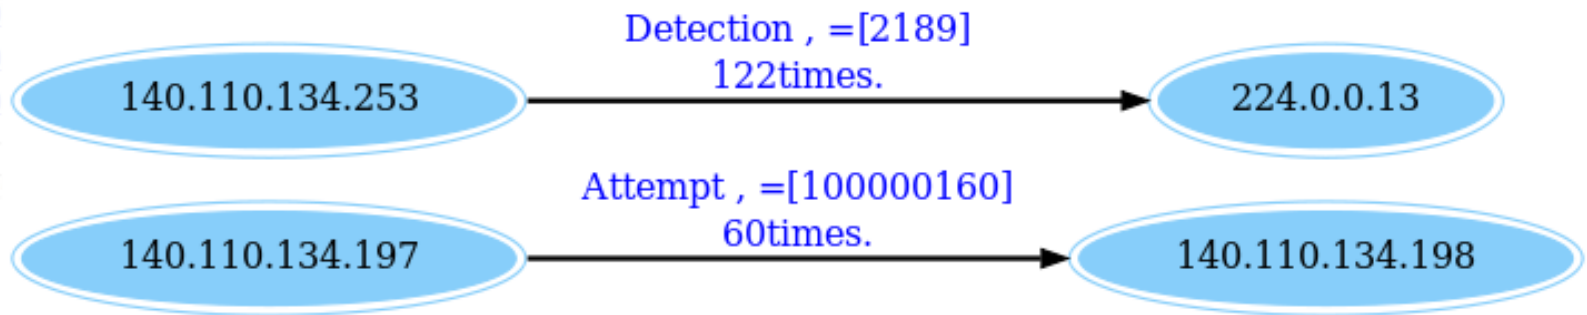 Detection , =[2189]
122times.
140.110.134.253
224.0.0.13
Attempt , =[100000160]
60times.
140.110.134.197
140.110.134.198